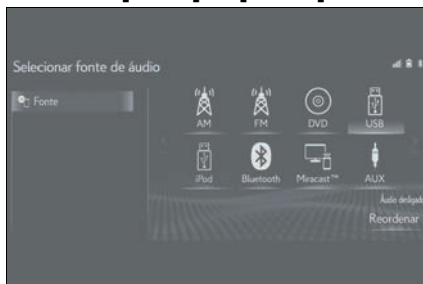 Selecionar fonte de áudio
Fonte
AM
FM
DVD
USB
iPod
Bluetooth
Miracast™
AUX
Áudio desligado
Reordenar